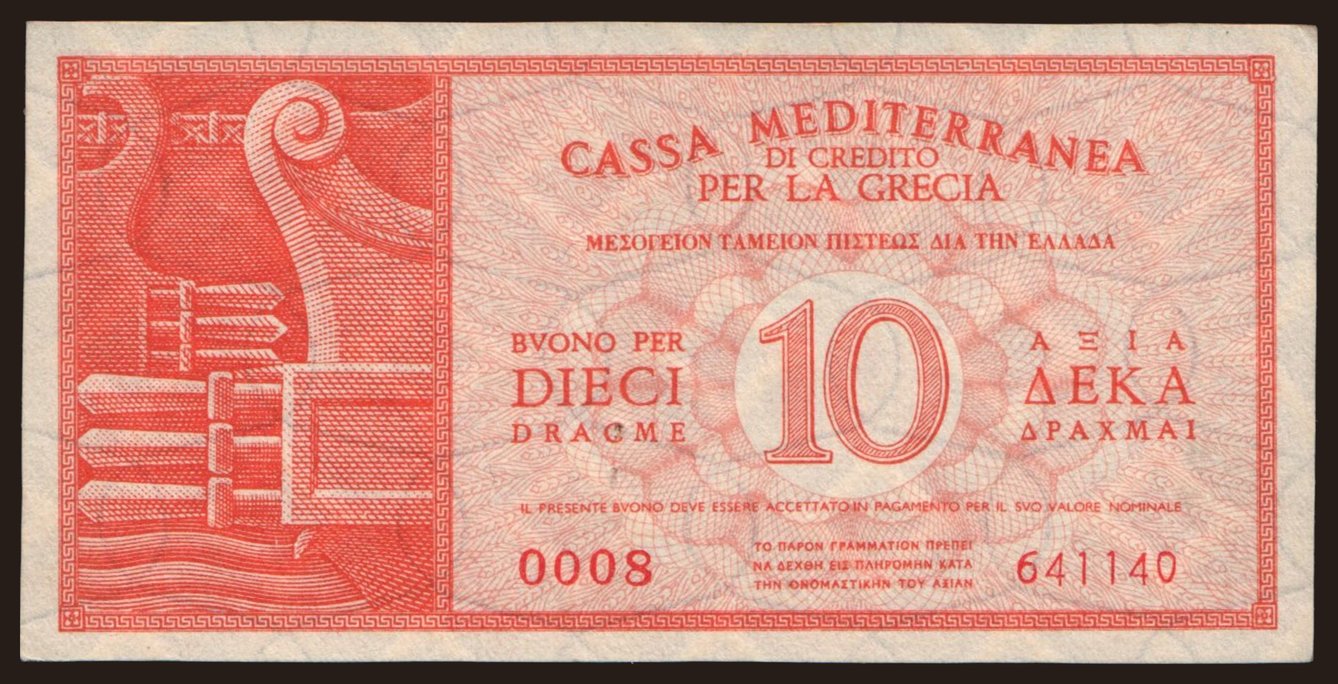 CASSA MEDITERRANEA
DI CREDITO
PER LA GRECIA
ΜΕΣΟΓΕΙΟΝ ΤΑΜΕΙΟΝ ΠΙΣΤΕΩΣ ΔΙΑ ΤΗΝ ΕΛΛΑΔΑ
BVONO PER
DIECI
DRACME
10
ΑΞΙΑ
ΔΕΚΑ
ΔΡΑΧΜΑΙ
IL PRESENTE BVONO DEVE ESSERE ACCETTATO IN PAGAMENTO PER IL SVO VALORE NOMINALE
0008
ΤΟ ΠΑΡΟΝ ΓΡΑΜΜΑΤΙΟΝ ΠΡΕΠΕΙ
ΝΑ ΔΕΧΘΗ ΕΙΣ ΠΛΗΡΟΜΗΝ ΚΑΤΑ
ΤΗΝ ΟΝΟΜΑΣΤΙΚΗΝ ΤΟΥ ΑΞΙΑΝ
641140